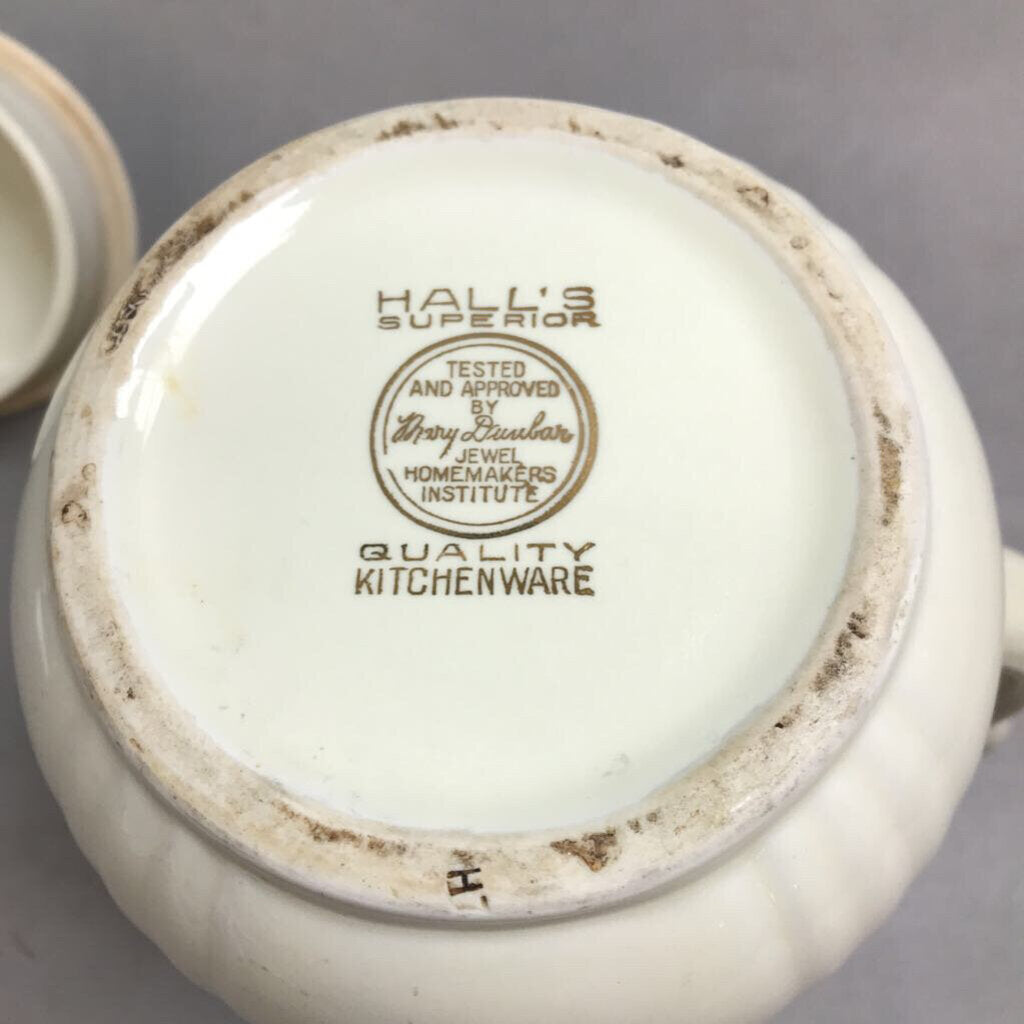 HALL'S
SUPERIOR
TESTED
AND APPROVED
BY
Mary Dunbar
JEWEL
HOMEMAKERS
INSTITUTE
QUALITY
KITCHENWARE
H